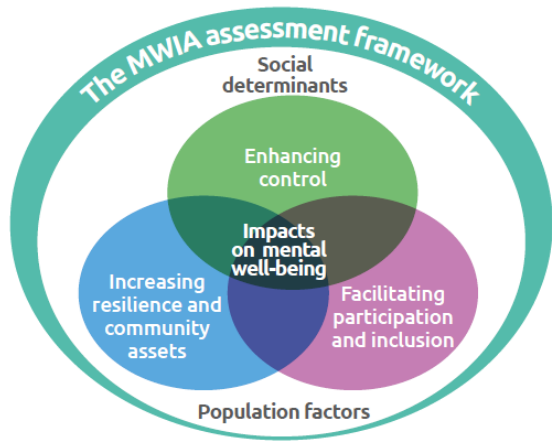 The MWIA assessment framework
Social
determinants
Enhancing
control
Impacts
on mental
well-being
Increasing
resilience and
community
assets
Facilitating
participation
and inclusion
Population factors